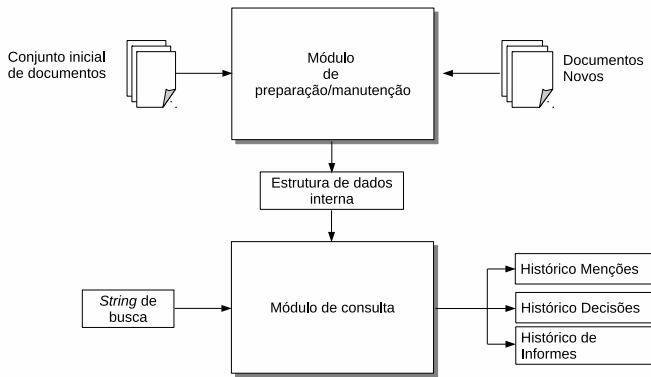 Conjunto inicial
de documentos
Módulo
de
preparação/manutenção
Documentos
Novos
Estrutura de dados
interna
String de
busca
Módulo de consulta
Histórico Menções
Histórico Decisões
Histórico de
Informes